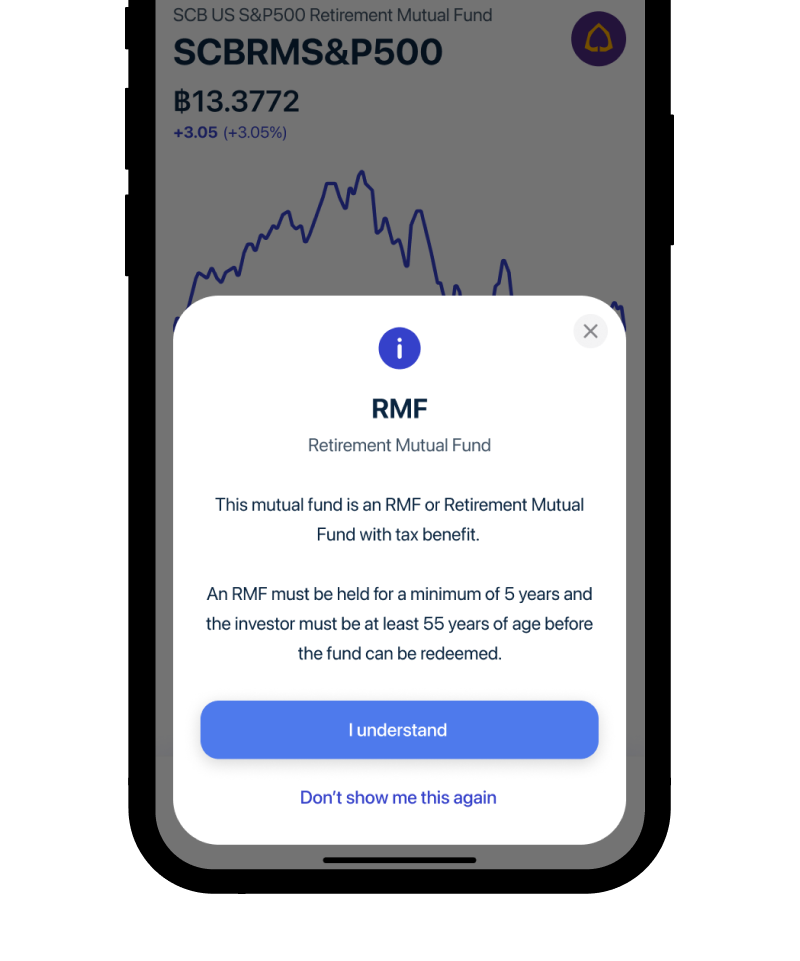 SCB US S&P500 Retirement Mutual Fund
SCBRMS&P500
฿13.3772
+3.05 (+3.05%)
RMF
Retirement Mutual Fund
This mutual fund is an RMF or Retirement Mutual
Fund with tax benefit.
An RMF must be held for a minimum of 5 years and
the investor must be at least 55 years of age before
the fund can be redeemed.
I understand
Don’t show me this again